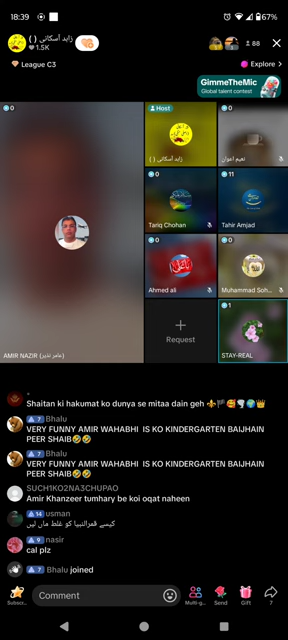 18:39
67%
زاہد آسکانی ( )
1.5K
88
League C3
Explore >
GimmeTheMic
Global talent contest
0
Host
زاہد آسکانی ( )
0
نعیم اعوان
0
Tariq Chohan
11
Tahir Amjad
0
Ahmed ali
0
Muhammad Soh...
AMIR NAZIR (عامر نذیر)
+
Request
1
STAY-REAL
Shaitan ki hakumat ko dunya se mitaa dain geh ⚜️🏴🥰🌪️🌍👑
7 Bhalu
VERY FUNNY AMIR WAHABHI IS KO KINDERGARTEN BAIJHAIN
PEER SHAIB🤣🤣
7 Bhalu
VERY FUNNY AMIR WAHABHI IS KO KINDERGARTEN BAIJHAIN
PEER SHAIB🤣🤣
SUCH1KO2NA3CHUPAO
Amir Khanzeer tumhary be koi oqat naheen
14 usman
کیسے قمرالنبیا کو غلط مان لیں
9 nasir
cal plz
7 Bhalu joined
Subscr...
Comment
Multi-g...
Send
Gift
7